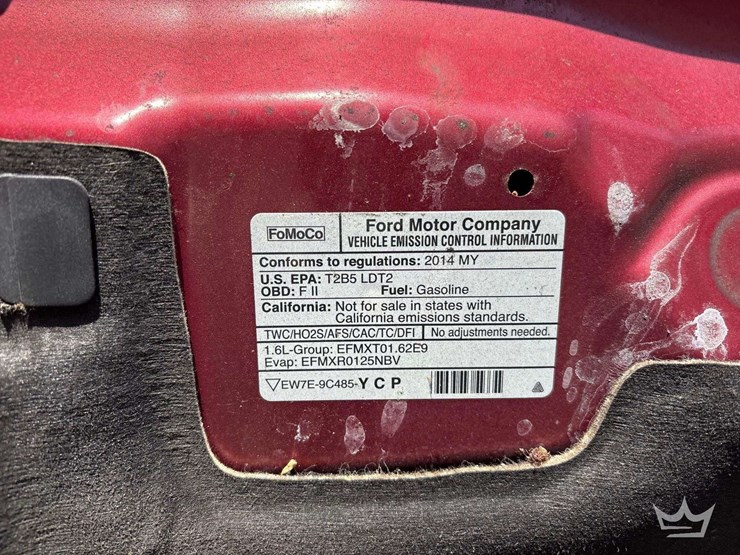 FoMoCo
Ford Motor Company
VEHICLE EMISSION CONTROL INFORMATION
Conforms to regulations: 2014 MY
U.S. EPA: T2B5 LDT2
OBD: F II Fuel: Gasoline
California: Not for sale in states with
California emissions standards.
TWC/HO2S/AFS/CAC/TC/DFI No adjustments needed.
1.6L-Group: EFMXT01.62E9
Evap: EFMXR0125NBV
▽EW7E-9C485-Y C P